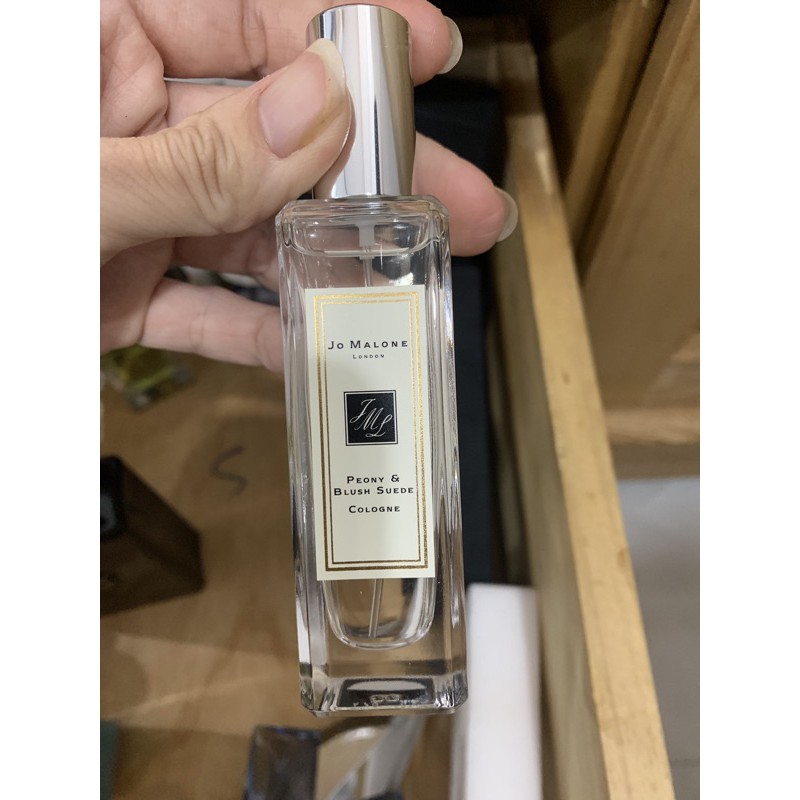 Jo Malone
London
JML
Peony &
Blush Suede
Cologne
S